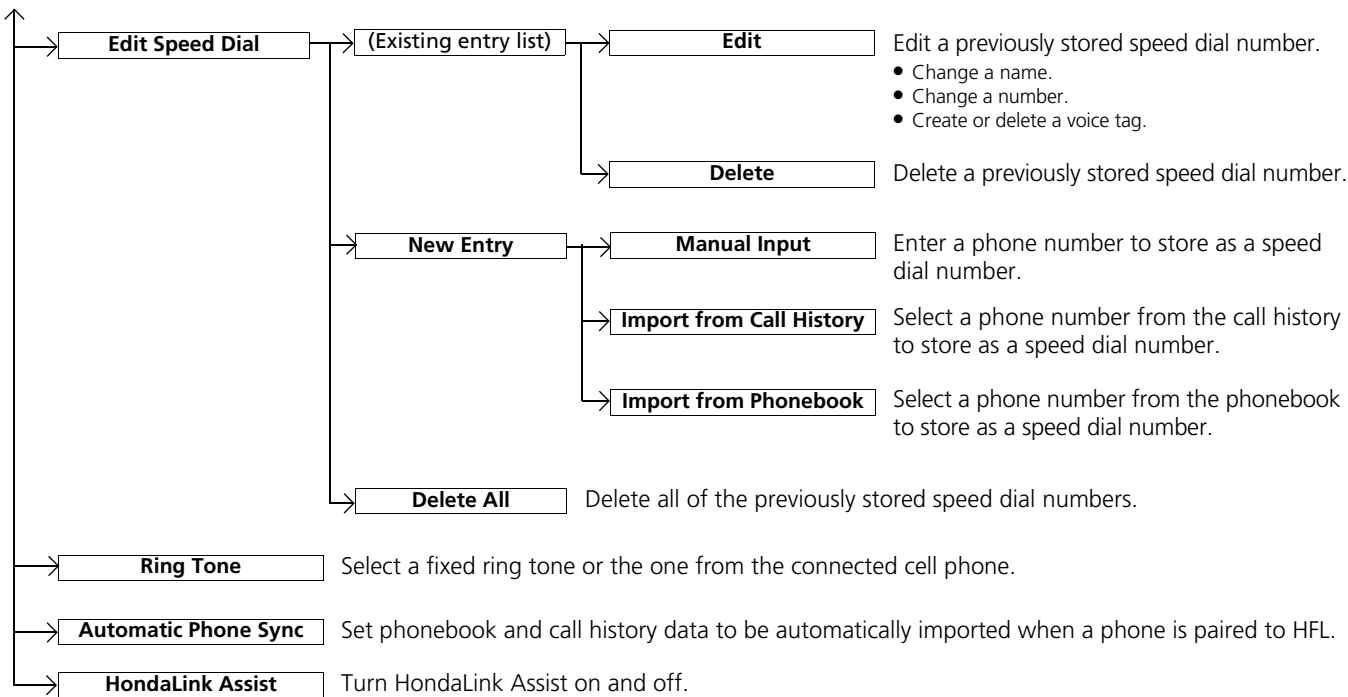 Edit Speed Dial
(Existing entry list)
Edit
Edit a previously stored speed dial number.
• Change a name.
• Change a number.
• Create or delete a voice tag.
Delete
Delete a previously stored speed dial number.
New Entry
Manual Input
Enter a phone number to store as a speed
dial number.
Import from Call History
Select a phone number from the call history
to store as a speed dial number.
Import from Phonebook
Select a phone number from the phonebook
to store as a speed dial number.
Delete All
Delete all of the previously stored speed dial numbers.
Ring Tone
Select a fixed ring tone or the one from the connected cell phone.
Automatic Phone Sync
Set phonebook and call history data to be automatically imported when a phone is paired to HFL.
HondaLink Assist
Turn HondaLink Assist on and off.